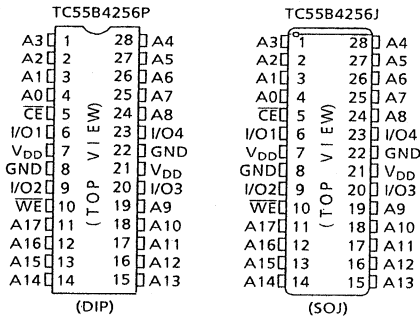 TC55B4256P
A3 1 28 A4
A2 2 27 A5
A1 3 26 A6
A0 4 25 A7
CE 5 24 A8
I/O1 6 23 I/O4
VDD 7 22 GND
GND 8 21 VDD
I/O2 9 20 I/O3
WE 10 19 A9
A17 11 18 A10
A16 12 17 A11
A15 13 16 A12
A14 14 15 A13
(TOP VIEW)
(DIP)
TC55B4256J
A3 1 28 A4
A2 2 27 A5
A1 3 26 A6
A0 4 25 A7
CE 5 24 A8
I/O1 6 23 I/O4
VDD 7 22 GND
GND 8 21 VDD
I/O2 9 20 I/O3
WE 10 19 A9
A17 11 18 A10
A16 12 17 A11
A15 13 16 A12
A14 14 15 A13
(TOP VIEW)
(SOJ)